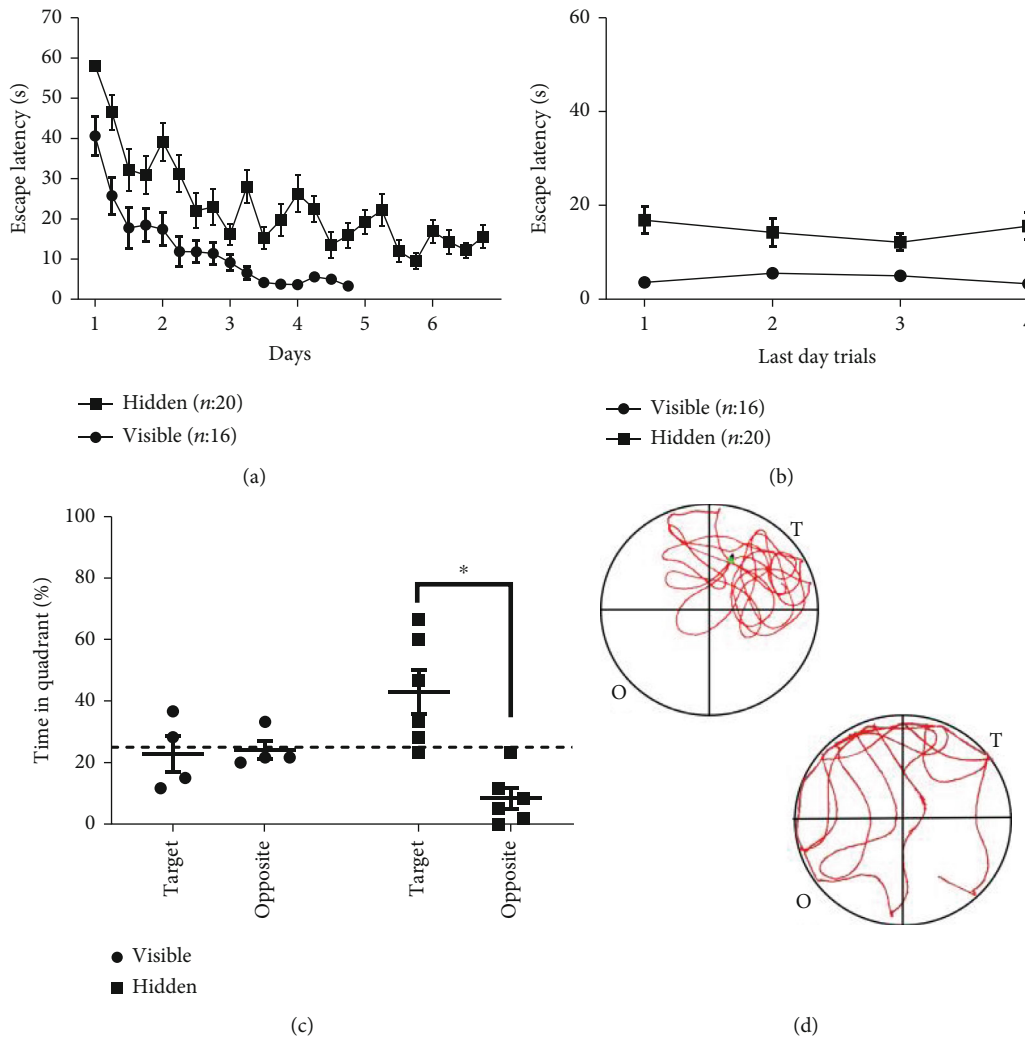 70
60
50
40
30
20
10
0
Escape latency (s)
1 2 3 4 5 6
Days
Hidden (n:20)
Visible (n:16)
(a)
60
40
20
0
Escape latency (s)
1 2 3 4
Last day trials
Visible (n:16)
Hidden (n:20)
(b)
100
80
60
40
20
0
Time in quadrant (%)
*
Target
Opposite
Target
Opposite
Visible
Hidden
(c)
T
O
T
O
(d)